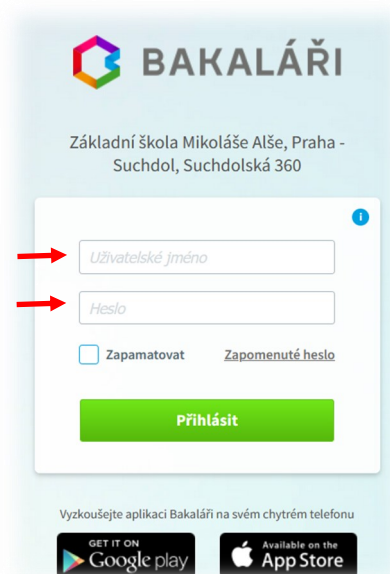 BAKALÁŘI
Základní škola Mikoláše Alše, Praha -
Suchdol, Suchdolská 360
i
Uživatelské jméno
Heslo
Zapamatovat Zapomenuté heslo
Přihlásit
Vyzkoušejte aplikaci Bakaláři na svém chytrém telefonu
GET IT ON
Google play
Available on the
App Store